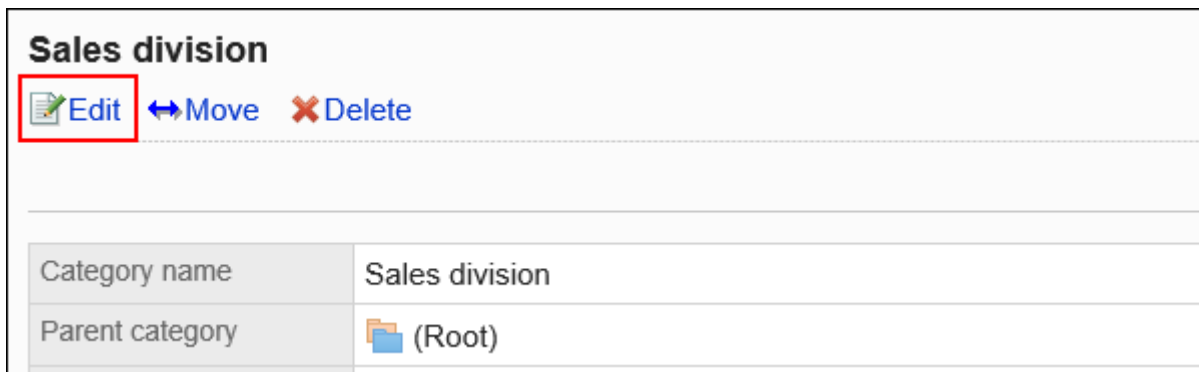 Sales division
Edit Move Delete
Category name Sales division
Parent category (Root)